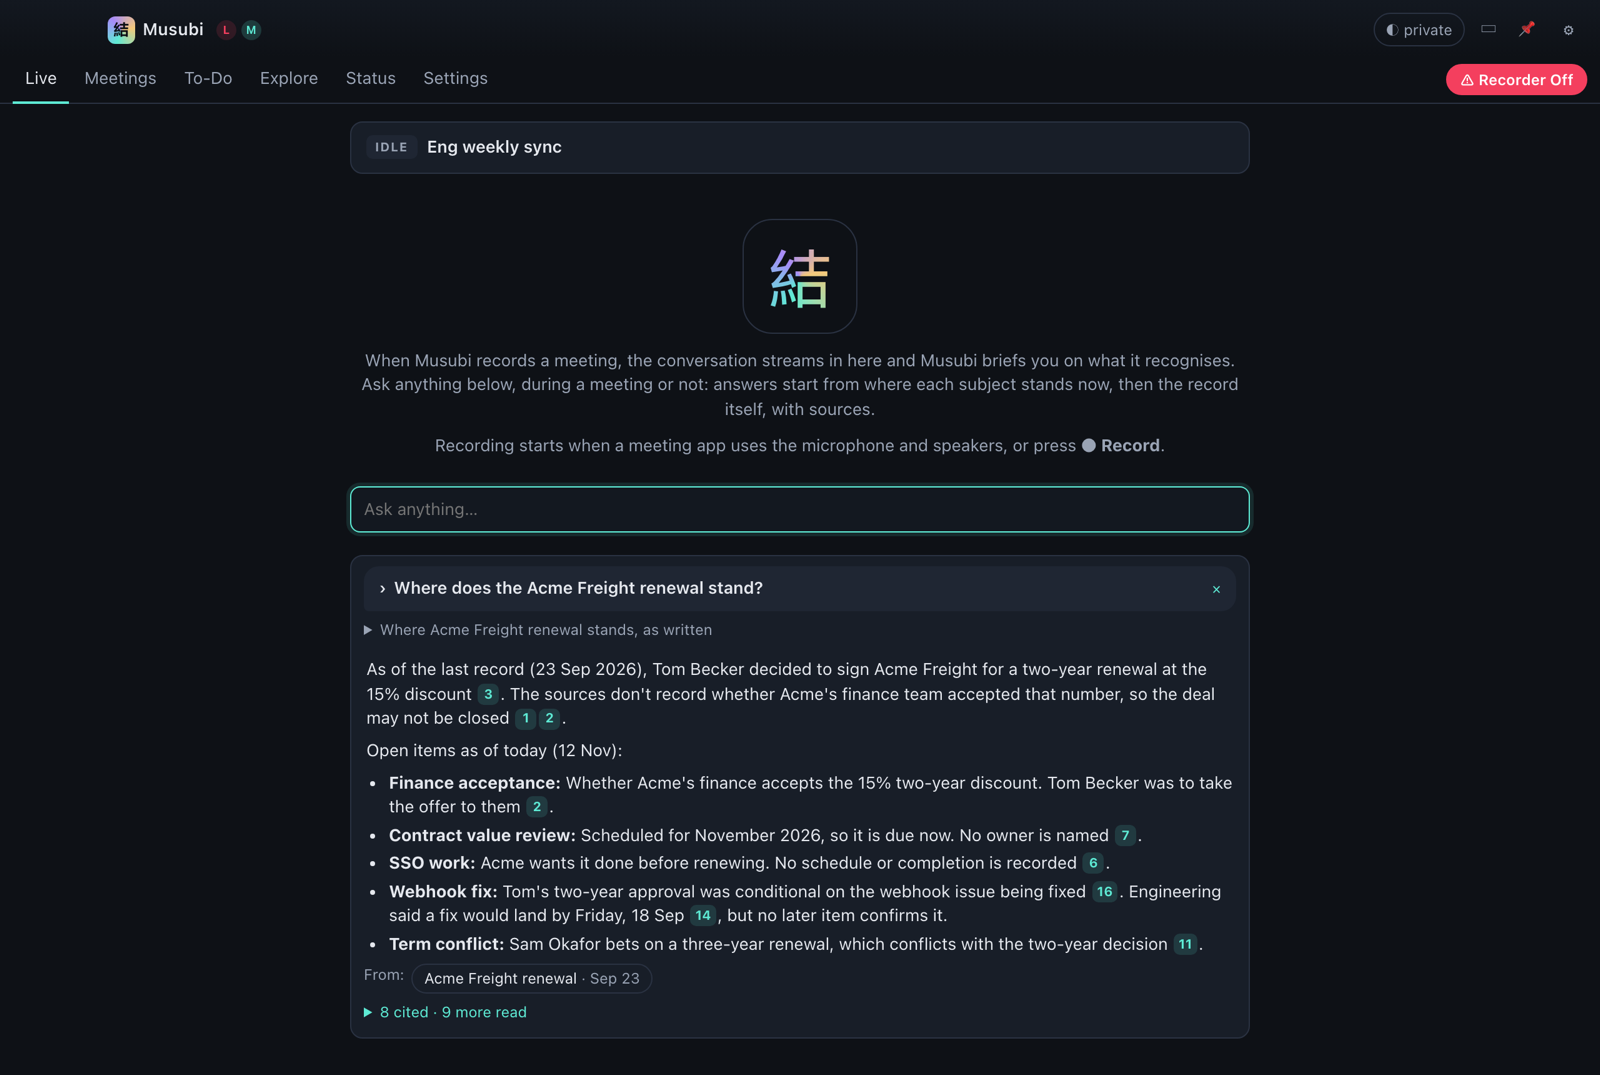 結 Musubi L M
private
Live Meetings To-Do Explore Status Settings
Recorder Off
IDLE Eng weekly sync
結
When Musubi records a meeting, the conversation streams in here and Musubi briefs you on what it recognises.
Ask anything below, during a meeting or not: answers start from where each subject stands now, then the record
itself, with sources.
Recording starts when a meeting app uses the microphone and speakers, or press ● Record.
Ask anything...
› Where does the Acme Freight renewal stand? ×
▶ Where Acme Freight renewal stands, as written
As of the last record (23 Sep 2026), Tom Becker decided to sign Acme Freight for a two-year renewal at the
15% discount 3 . The sources don't record whether Acme's finance team accepted that number, so the deal
may not be closed 1 2 .
Open items as of today (12 Nov):
• Finance acceptance: Whether Acme's finance accepts the 15% two-year discount. Tom Becker was to take
the offer to them 2 .
• Contract value review: Scheduled for November 2026, so it is due now. No owner is named 7 .
• SSO work: Acme wants it done before renewing. No schedule or completion is recorded 6 .
• Webhook fix: Tom's two-year approval was conditional on the webhook issue being fixed 16 . Engineering
said a fix would land by Friday, 18 Sep 14 , but no later item confirms it.
• Term conflict: Sam Okafor bets on a three-year renewal, which conflicts with the two-year decision 11 .
From: Acme Freight renewal · Sep 23
▶ 8 cited · 9 more read